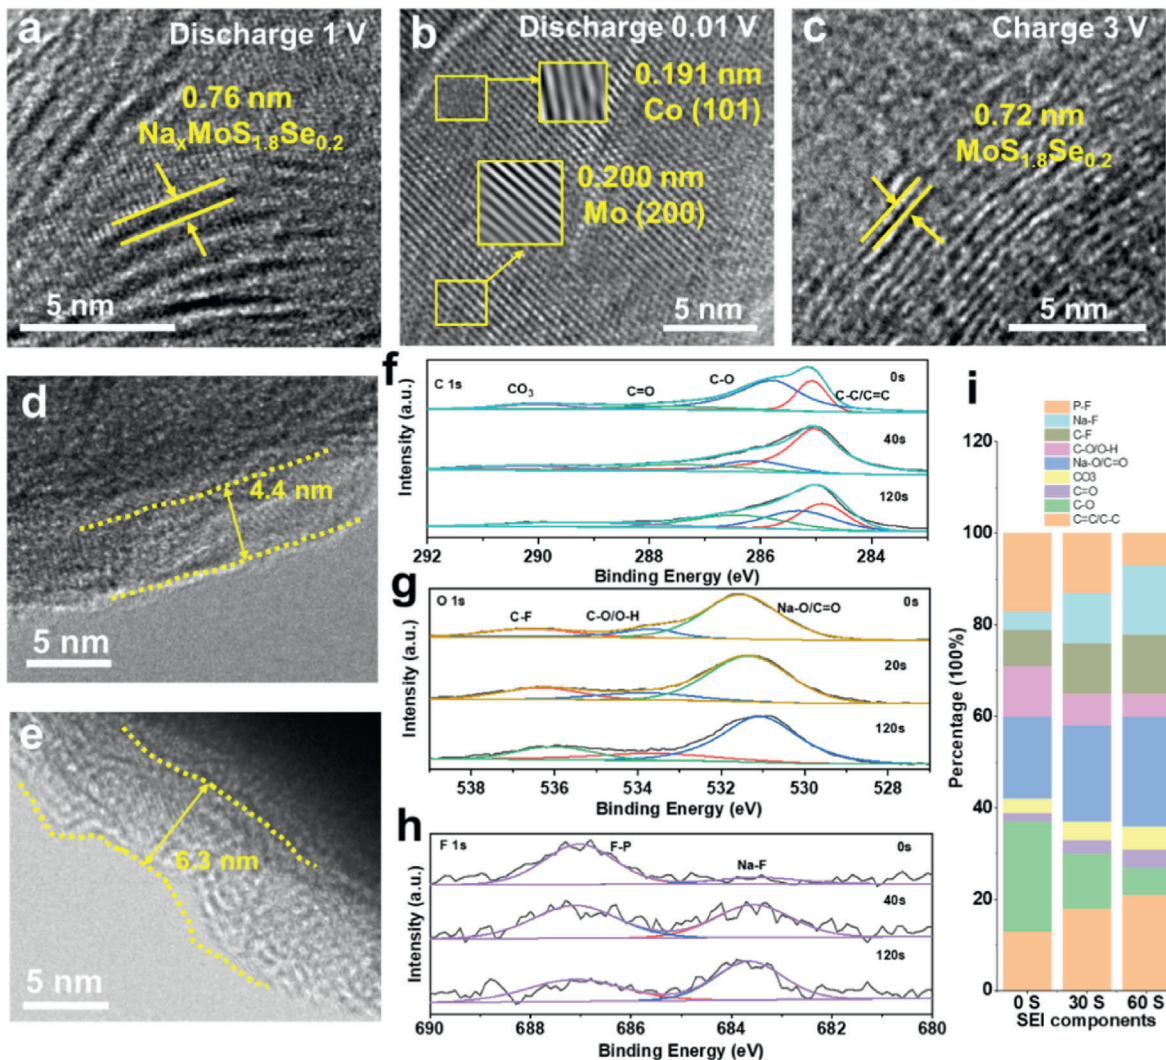 a
Discharge 1 V
0.76 nm
NaₓMoS₁.₈Se₀.₂
5 nm
b
Discharge 0.01 V
0.191 nm
Co (101)
0.200 nm
Mo (200)
5 nm
c
Charge 3 V
0.72 nm
MoS₁.₈Se₀.₂
5 nm
d
4.4 nm
5 nm
e
6.3 nm
5 nm
f
C 1s
CO₃
C=O
C-O
C-C/C=C
0s
40s
120s
Intensity (a.u.)
292 290 288 286 284
Binding Energy (eV)
g
O 1s
C-F
C-O/O-H
Na-O/C=O
0s
20s
120s
Intensity (a.u.)
538 536 534 532 530 528
Binding Energy (eV)
h
F 1s
F-P
Na-F
0s
40s
120s
Intensity (a.u.)
690 688 686 684 682 680
Binding Energy (eV)
i
P-F
Na-F
C-F
C-O/O-H
Na-O/C=O
CO3
C=O
C-O
C=C/C-C
120
100
80
60
40
20
0
Percentage (100%)
0 S 30 S 60 S
SEI components